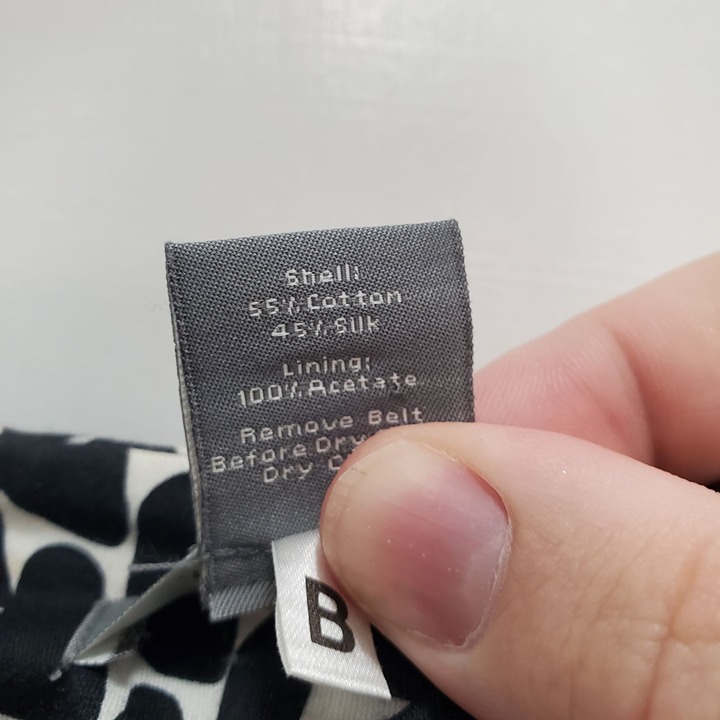 Shell:
55% Cotton
45% Silk
Lining:
100% Acetate
Remove Belt
Before Dry
Dry
B